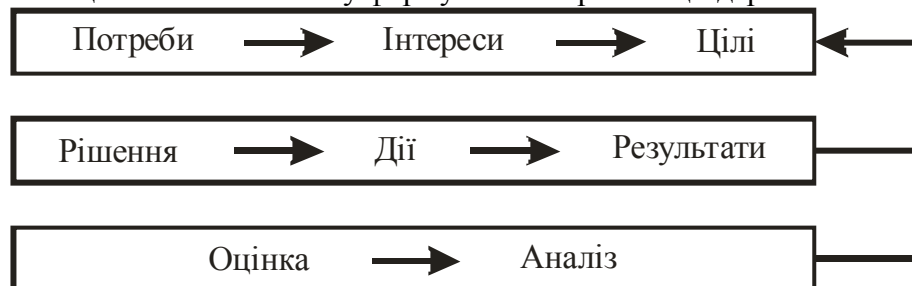 Потреби Інтереси Цілі
Рішення Дії Результати
Оцінка Аналіз